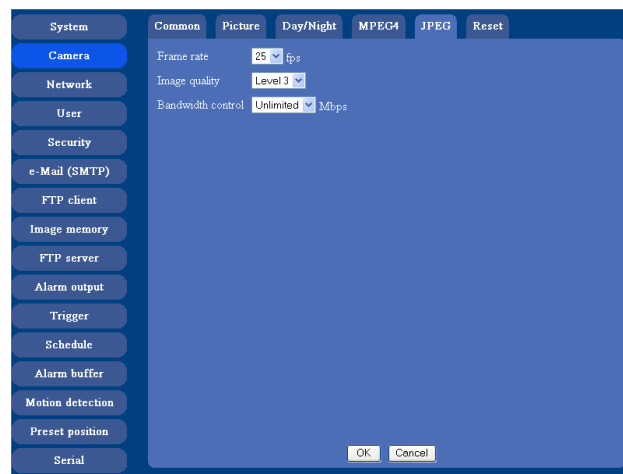 System
Camera
Network
User
Security
e-Mail (SMTP)
FTP client
Image memory
FTP server
Alarm output
Trigger
Schedule
Alarm buffer
Motion detection
Preset position
Serial
Common Picture Day/Night MPEG4 JPEG Reset
Frame rate 25 fps
Image quality Level 3
Bandwidth control Unlimited Mbps
OK Cancel